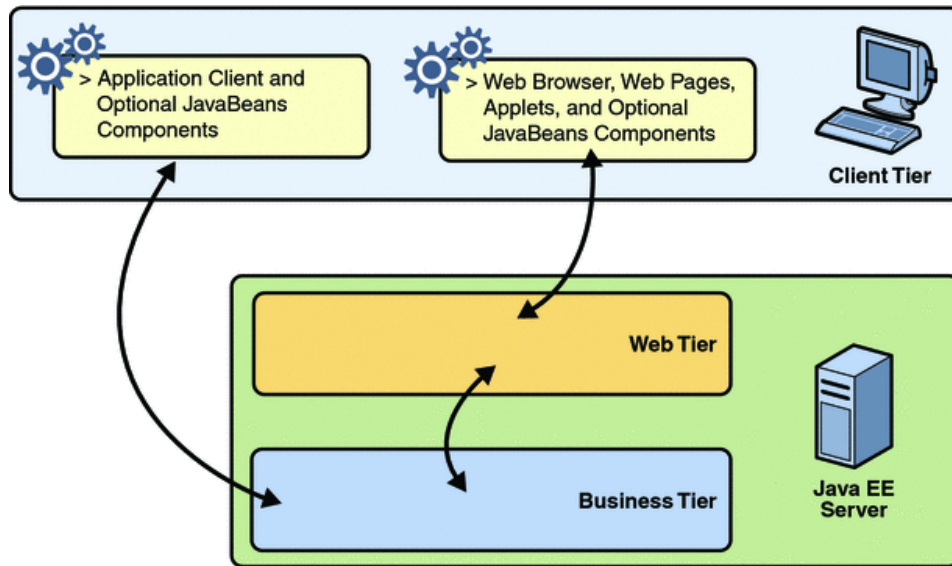 > Application Client and
Optional JavaBeans
Components
> Web Browser, Web Pages,
Applets, and Optional
JavaBeans Components
Client Tier
Web Tier
Business Tier
Java EE
Server